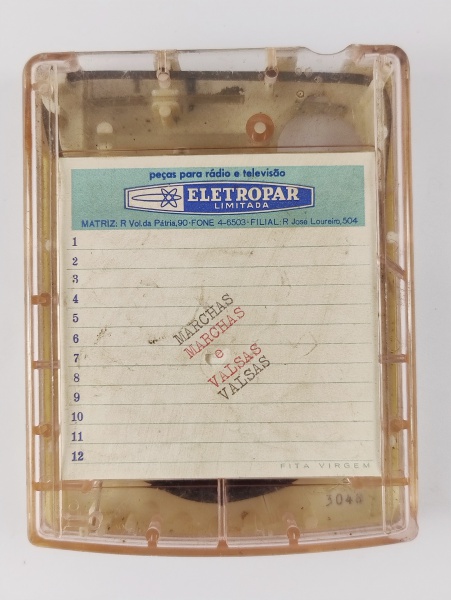 peças para rádio e televisão
ELETROPAR
LIMITADA
MATRIZ: R Vol. da Pátria, 90 - FONE 4-6503 - FILIAL: R José Loureiro, 504
1
2
3
4
5
6
7
8
9
10
11
12
MARCHAS
MARCHAS
e
VALSAS
VALSAS
FITA VIRGEM
3048